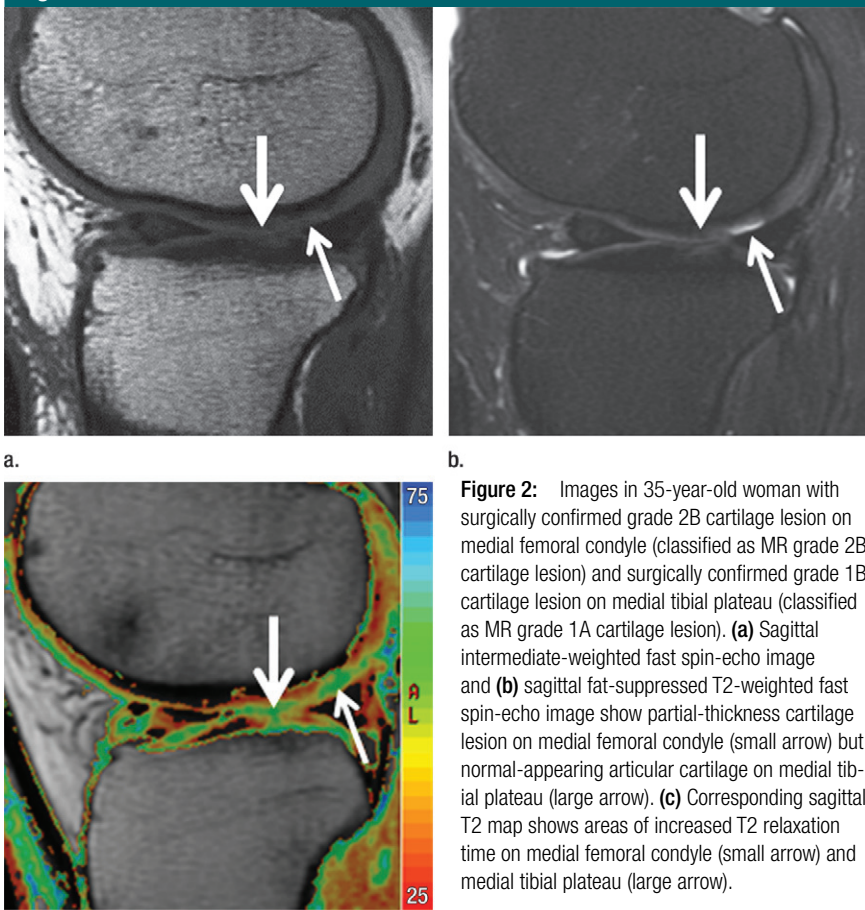 a.
b.
75
A
L
25
Figure 2: Images in 35-year-old woman with
surgically confirmed grade 2B cartilage lesion on
medial femoral condyle (classified as MR grade 2B
cartilage lesion) and surgically confirmed grade 1B
cartilage lesion on medial tibial plateau (classified
as MR grade 1A cartilage lesion). (a) Sagittal
intermediate-weighted fast spin-echo image
and (b) sagittal fat-suppressed T2-weighted fast
spin-echo image show partial-thickness cartilage
lesion on medial femoral condyle (small arrow) but
normal-appearing articular cartilage on medial tib-
ial plateau (large arrow). (c) Corresponding sagittal
T2 map shows areas of increased T2 relaxation
time on medial femoral condyle (small arrow) and
medial tibial plateau (large arrow).